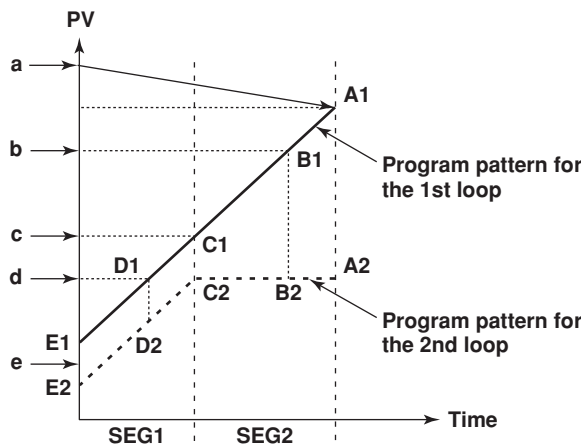 PV
a
A1
b
B1
Program pattern for
the 1st loop
c
C1
d
D1
A2
C2
B2
E1
D2
Program pattern for
the 2nd loop
e
E2
Time
SEG1
SEG2